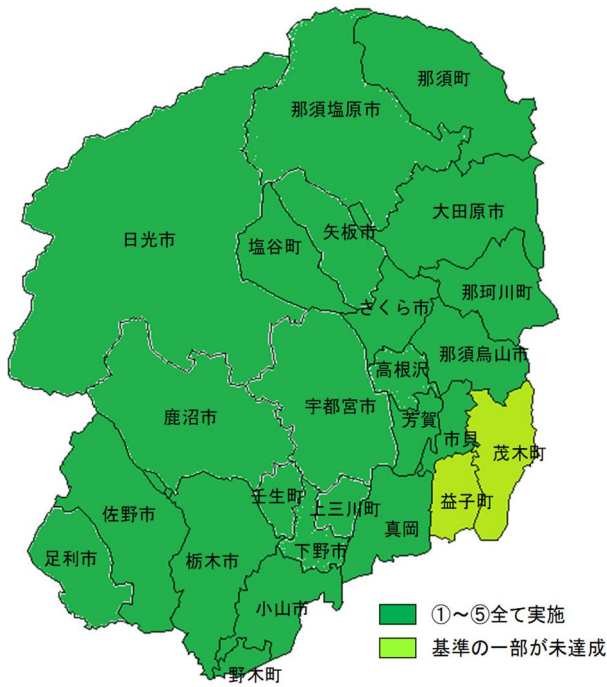 那須町
那須塩原市
大田原市
日光市
塩谷町
矢板市
那珂川町
さくら市
那須烏山市
高根沢
鹿沼市
宇都宮市
芳賀
市貝
茂木町
益子町
壬生町
上三川町
佐野市
真岡
下野市
足利市
栃木市
小山市
野木町
①～⑤全て実施
基準の一部が未達成